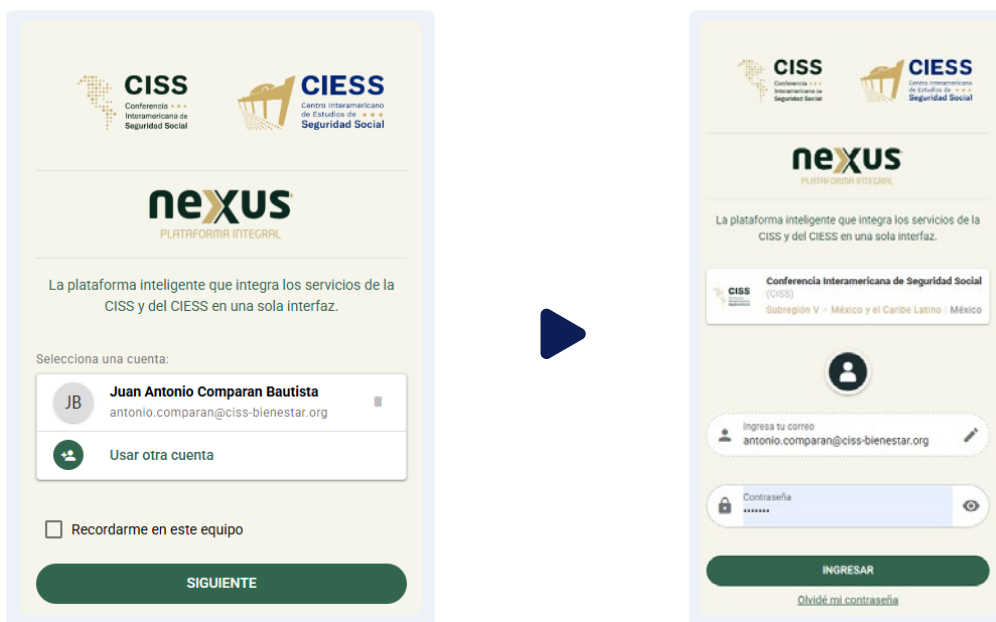 CISS
Conferencia
Interamericana de
Seguridad Social
CIESS
Centro Interamericano
de Estudios de
Seguridad Social
nexus
PLATAFORMA INTEGRAL
La plataforma inteligente que integra los servicios de la
CISS y del CIESS en una sola interfaz.
Selecciona una cuenta:
JB
Juan Antonio Comparan Bautista
antonio.comparan@ciss-bienestar.org
Usar otra cuenta
Recordarme en este equipo
SIGUIENTE
CISS
Conferencia
Interamericana de
Seguridad Social
CIESS
Centro Interamericano
de Estudios de
Seguridad Social
nexus
PLATAFORMA INTEGRAL
La plataforma inteligente que integra los servicios de la
CISS y del CIESS en una sola interfaz.
CISS
Conferencia Interamericana de Seguridad Social
(CISS)
Subregión V – México y el Caribe Latino | México
Ingresa tu correo
antonio.comparan@ciss-bienestar.org
Contraseña
•••••••
INGRESAR
Olvidé mi contraseña